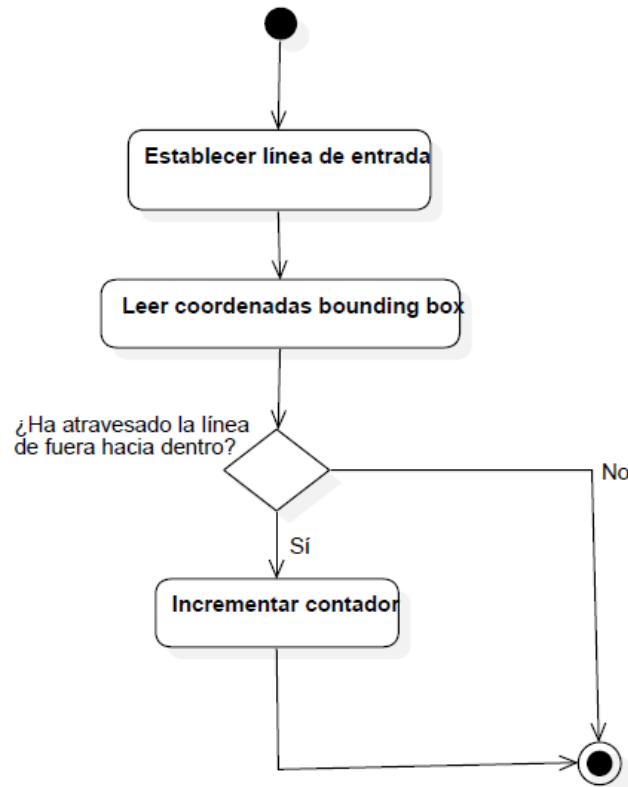 Establecer línea de entrada
Leer coordenadas bounding box
¿Ha atravesado la línea
de fuera hacia dentro?
No
Sí
Incrementar contador